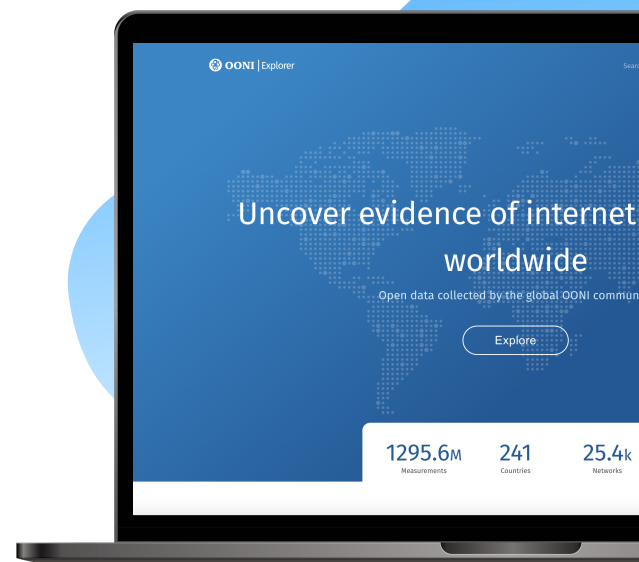 OONI | Explorer
Uncover evidence of internet
worldwide
Open data collected by the global OONI
Explore
1295.6M 241 25.4k
Measurements Countries Networks